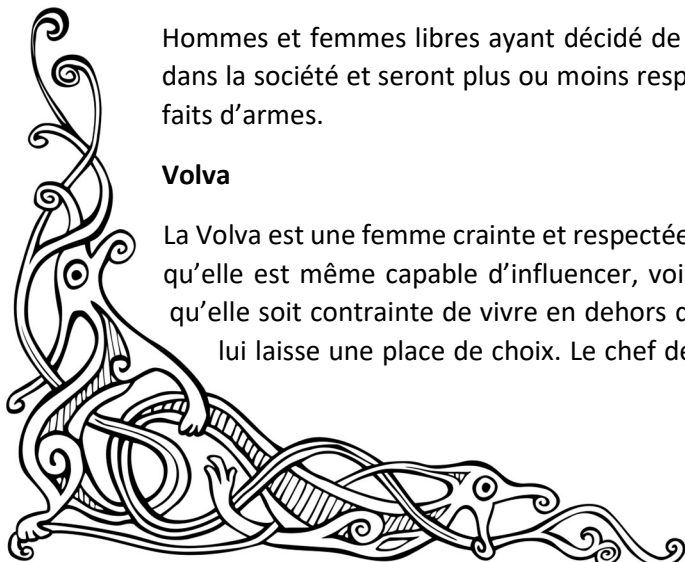 Hommes et femmes libres ayant décidé de
dans la société et seront plus ou moins resp
faits d’armes.
Volva
La Volva est une femme crainte et respectée
qu’elle est même capable d’influencer, voi
qu’elle soit contrainte de vivre en dehors d
lui laisse une place de choix. Le chef de